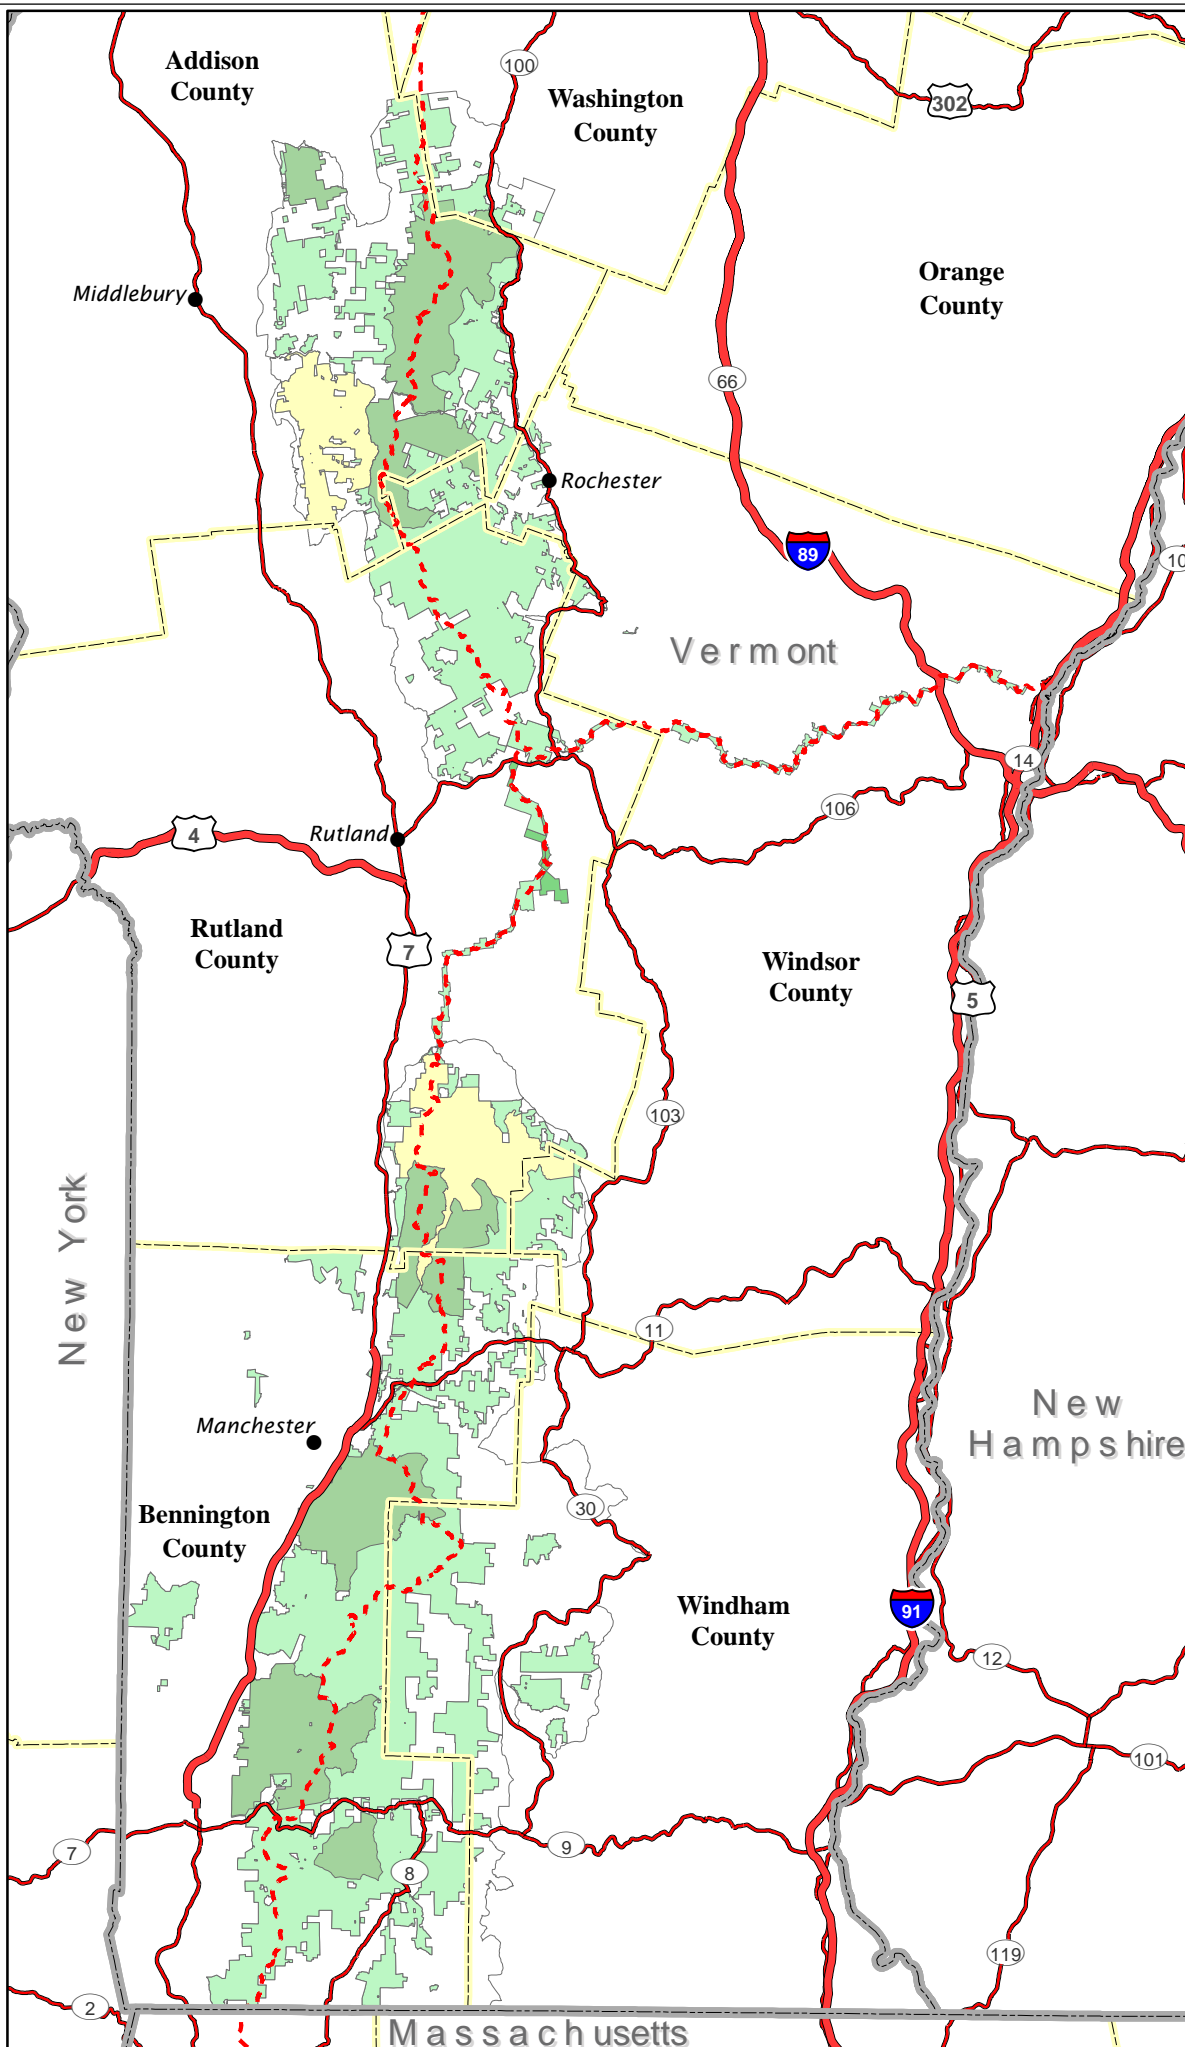 Addison
County
100
Washington
County
302
Orange
County
Middlebury
66
Rochester
89
10
Vermont
14
106
4
Rutland
Rutland
County
7
Windsor
County
5
103
New York
11
New
Hampshire
Manchester
30
Bennington
County
Windham
County
91
12
101
7
9
8
119
2
Massachusetts